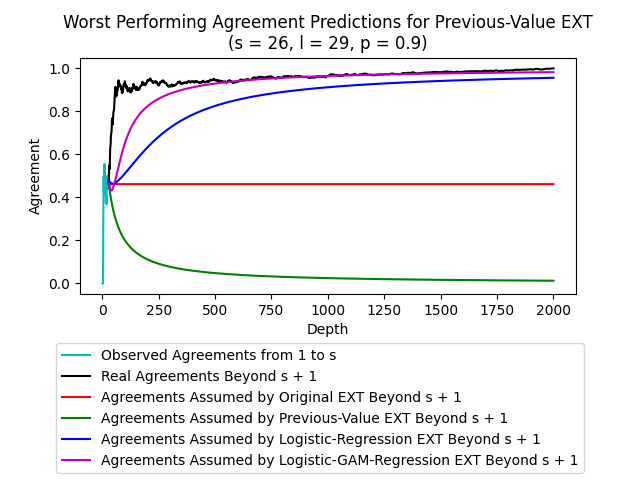 Worst Performing Agreement Predictions for Previous-Value EXT
(s = 26, l = 29, p = 0.9)
1.0
0.8
0.6
0.4
0.2
0.0
Agreement
0 250 500 750 1000 1250 1500 1750 2000
Depth
Observed Agreements from 1 to s
Real Agreements Beyond s + 1
Agreements Assumed by Original EXT Beyond s + 1
Agreements Assumed by Previous-Value EXT Beyond s + 1
Agreements Assumed by Logistic-Regression EXT Beyond s + 1
Agreements Assumed by Logistic-GAM-Regression EXT Beyond s + 1